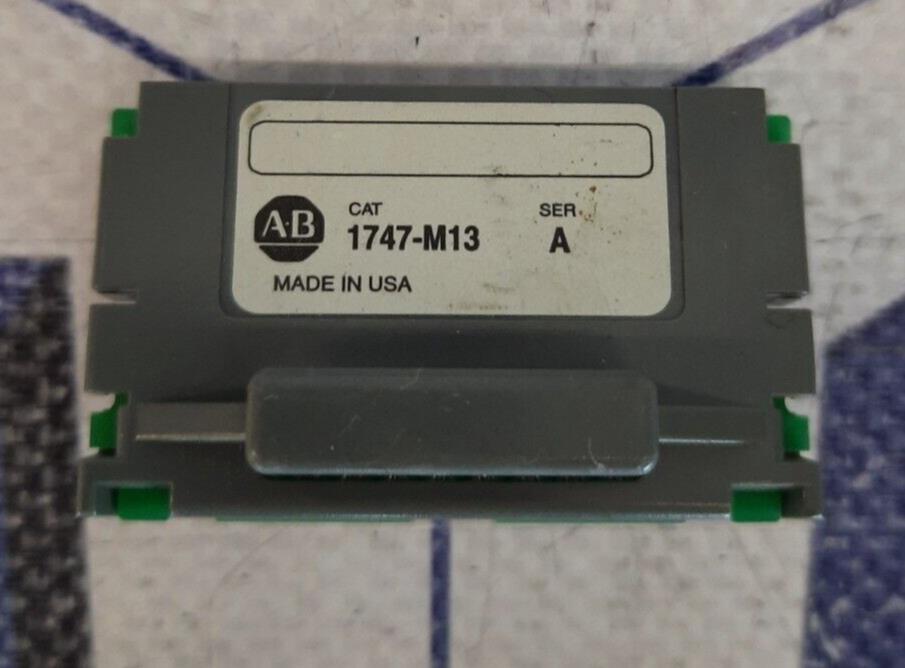 CAT SER
A·B 1747-M13 A
MADE IN USA